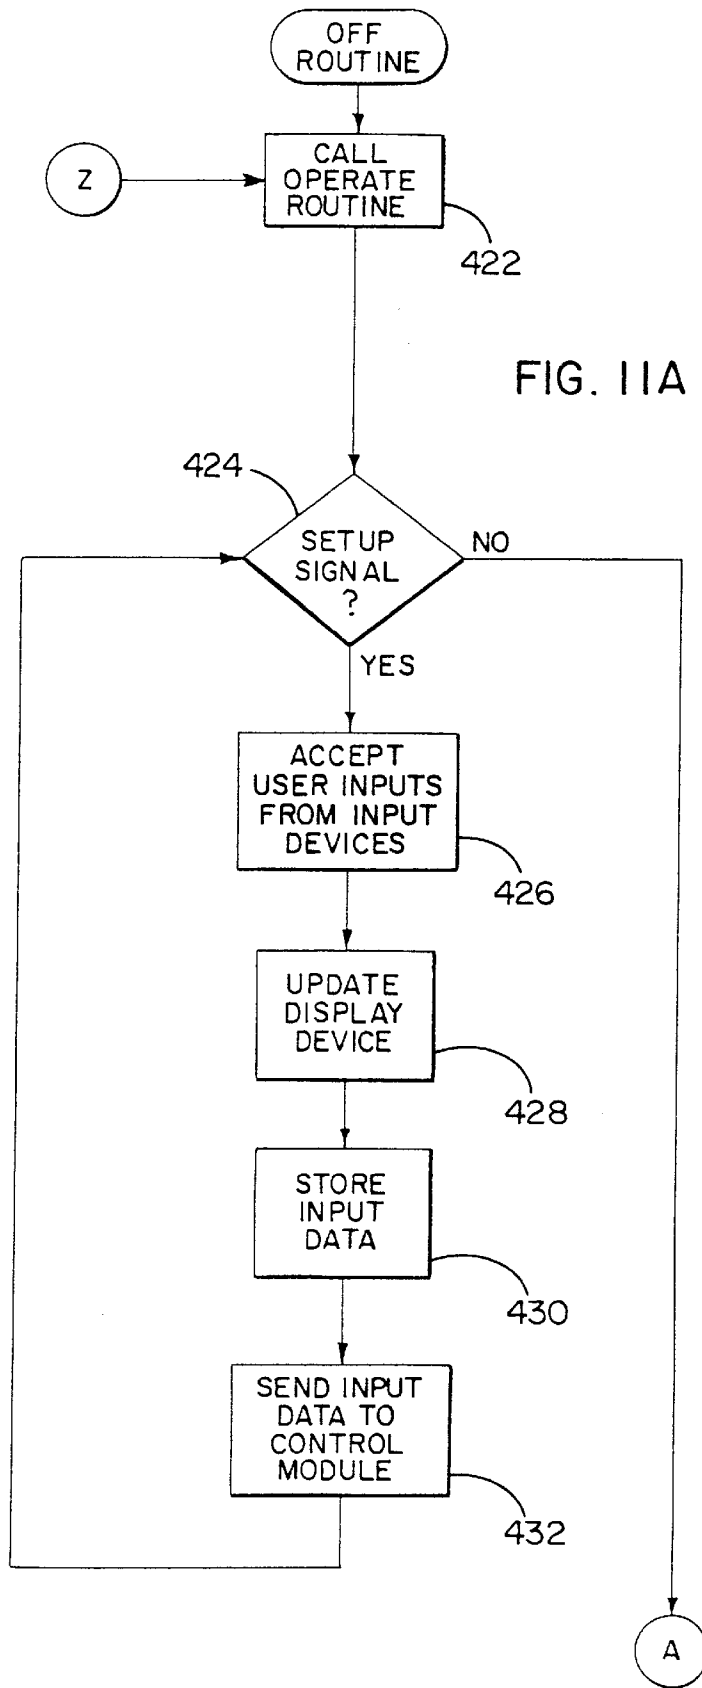 OFF
ROUTINE
Z
CALL
OPERATE
ROUTINE
422
FIG. 11A
424
SETUP
SIGNAL
?
NO
YES
ACCEPT
USER INPUTS
FROM INPUT
DEVICES
426
UPDATE
DISPLAY
DEVICE
428
STORE
INPUT
DATA
430
SEND INPUT
DATA TO
CONTROL
MODULE
432
A